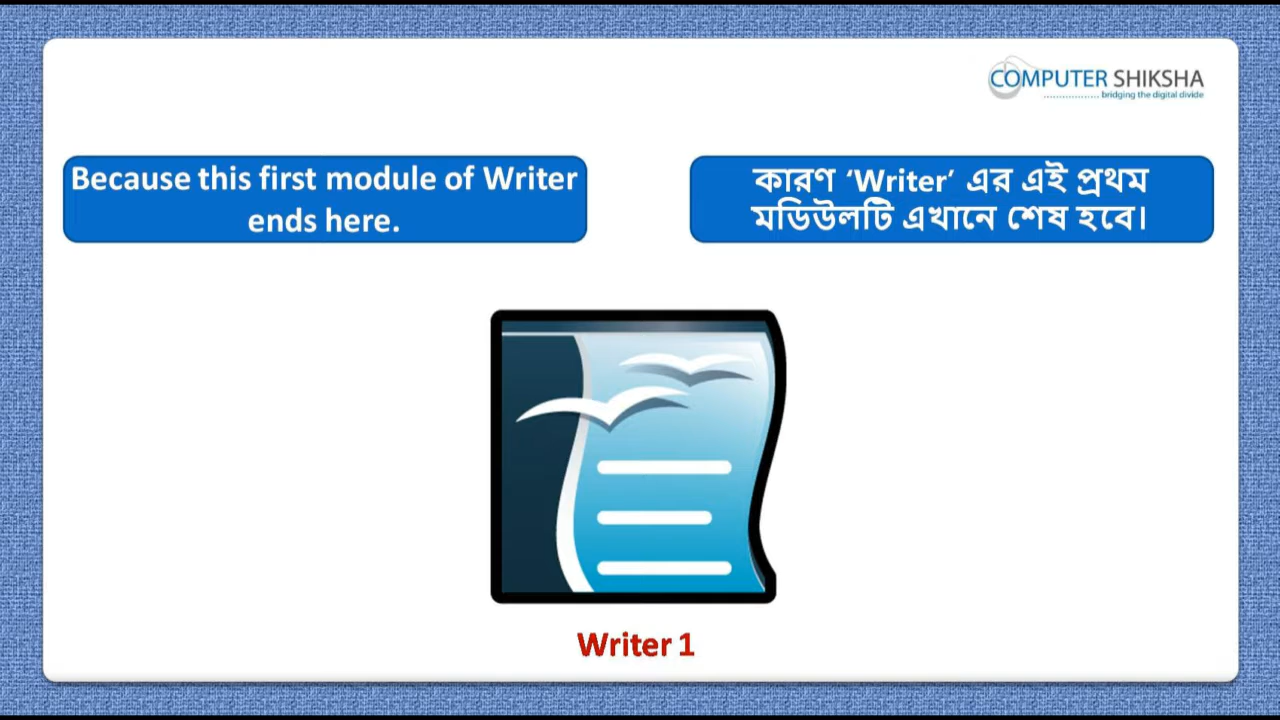 COMPUTER SHIKSHA
bridging the digital divide
Because this first module of Writer
ends here.
কারণ ‘Writer’ এর এই প্রথম
মডিউলটি এখানে শেষ হবে।
Writer 1